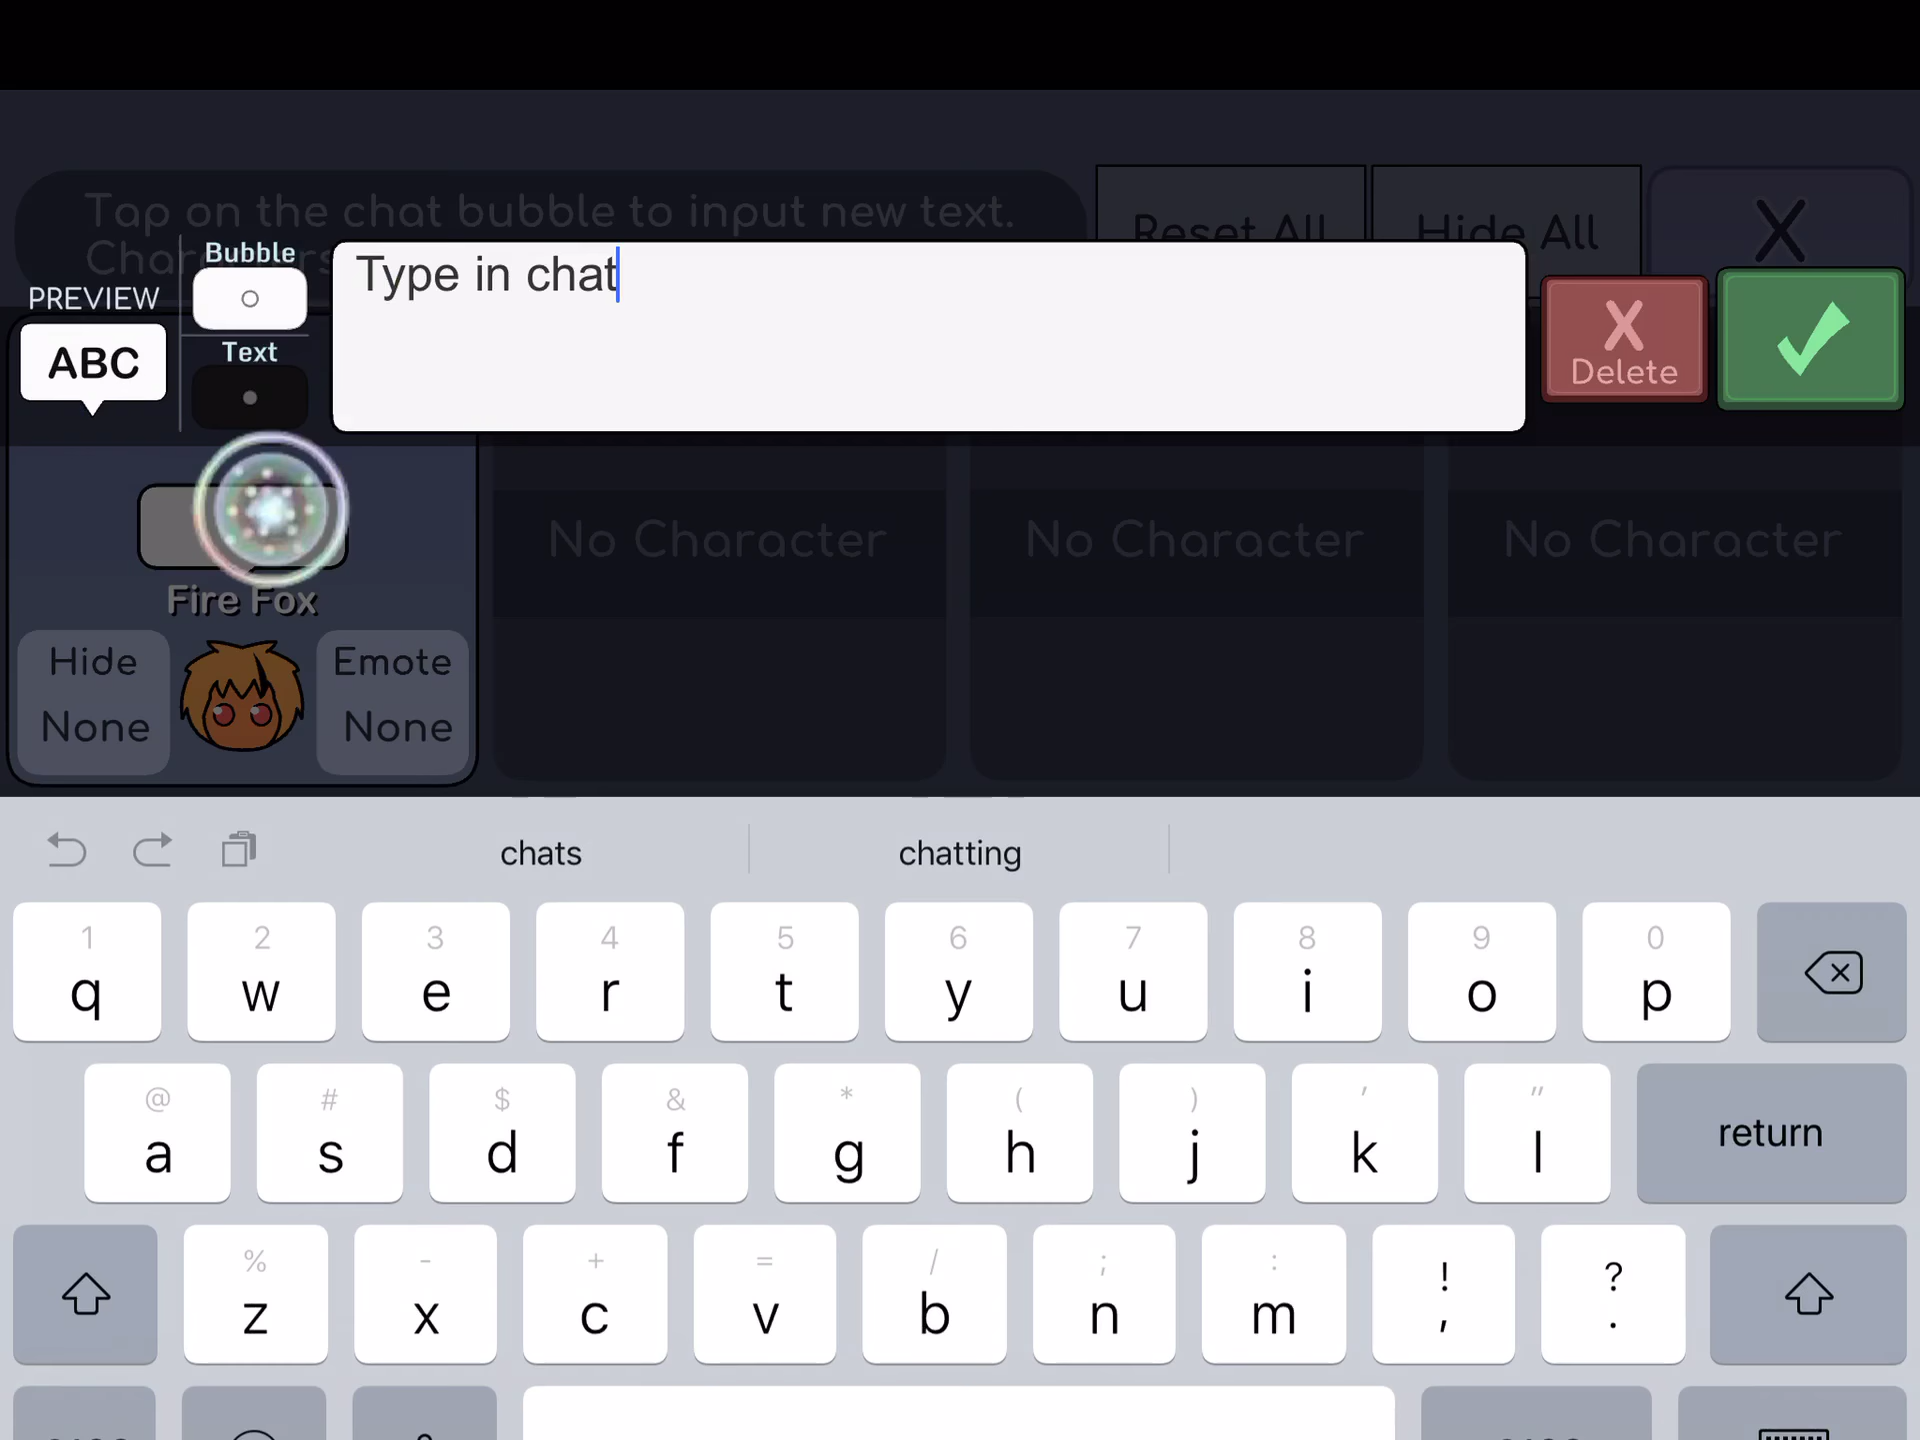 Tap on the chat bubble to input new text.
Characters
Reset All
Hide All
X
Bubble
PREVIEW
ABC
Text
Type in chat
X
Delete
No Character
No Character
No Character
Fire Fox
Hide
None
Emote
None
chats
chatting
1 2 3 4 5 6 7 8 9 0
q w e r t y u i o p
@ # $ & * ( ) ' "
a s d f g h j k l
return
% - + = / ; : ! ?
z x c v b n m , .